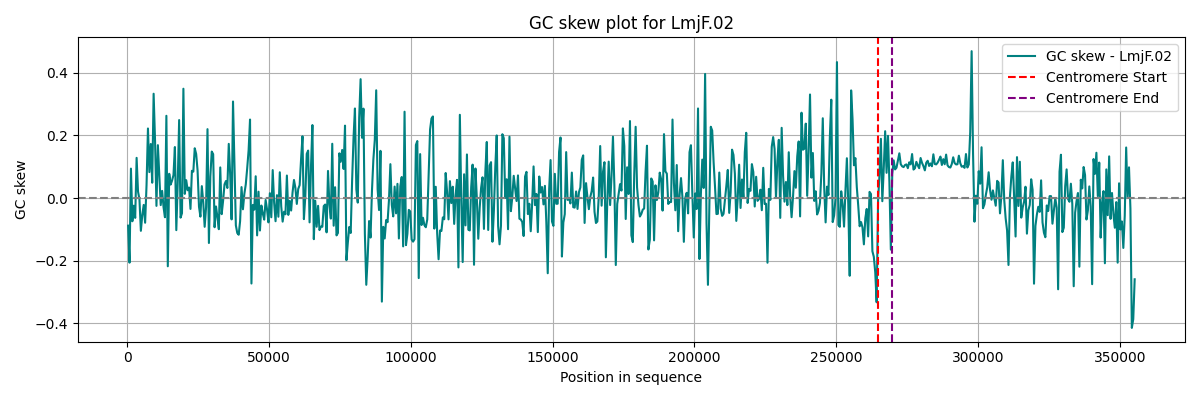 GC skew plot for LmjF.02
GC skew
0.4
0.2
0.0
−0.2
−0.4
GC skew - LmjF.02
Centromere Start
Centromere End
0 50000 100000 150000 200000 250000 300000 350000
Position in sequence